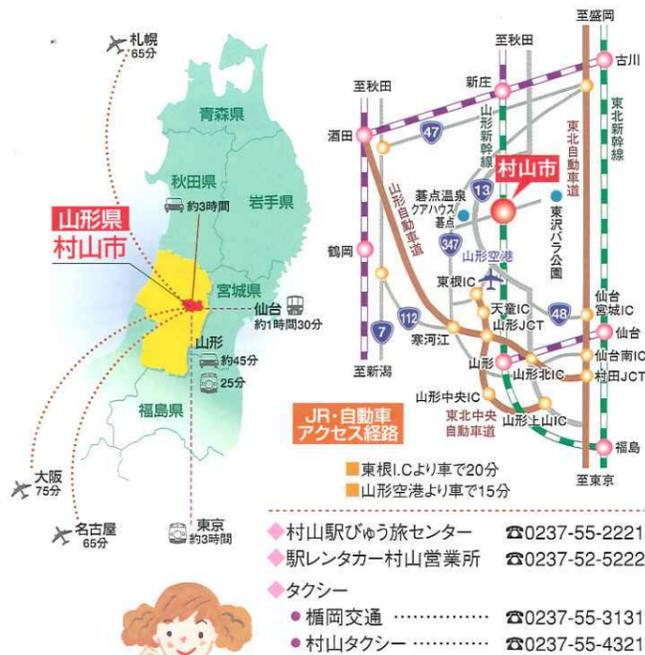 札幌
65分
青森県
秋田県
約3時間
岩手県
山形県
村山市
宮城県
仙台
約1時間30分
山形
約45分
25分
福島県
大阪
75分
名古屋
65分
東京
約3時間
至盛岡
至秋田
古川
至秋田
新庄
酒田
47
山形新幹線
東北自動車道
東北新幹線
村山市
13
山形自動車道
碁点温泉
クアハウス
碁点
東沢バラ公園
鶴岡
347
山形空港
東根IC
天童IC
48
仙台
宮城IC
112
7
寒河江
山形JCT
仙台
至新潟
山形
山形北IC
仙台南IC
村田JCT
山形中央IC
東北中央
自動車道
山形上山IC
福島
至東京
JR・自動車
アクセス経路
東根I.Cより車で20分
山形空港より車で15分
◆村山駅びゅう旅センター ☎0237-55-2221
◆駅レンタカー村山営業所 ☎0237-52-5222
◆タクシー
●楯岡交通 ………… ☎0237-55-3131
●村山タクシー ………… ☎0237-55-4321